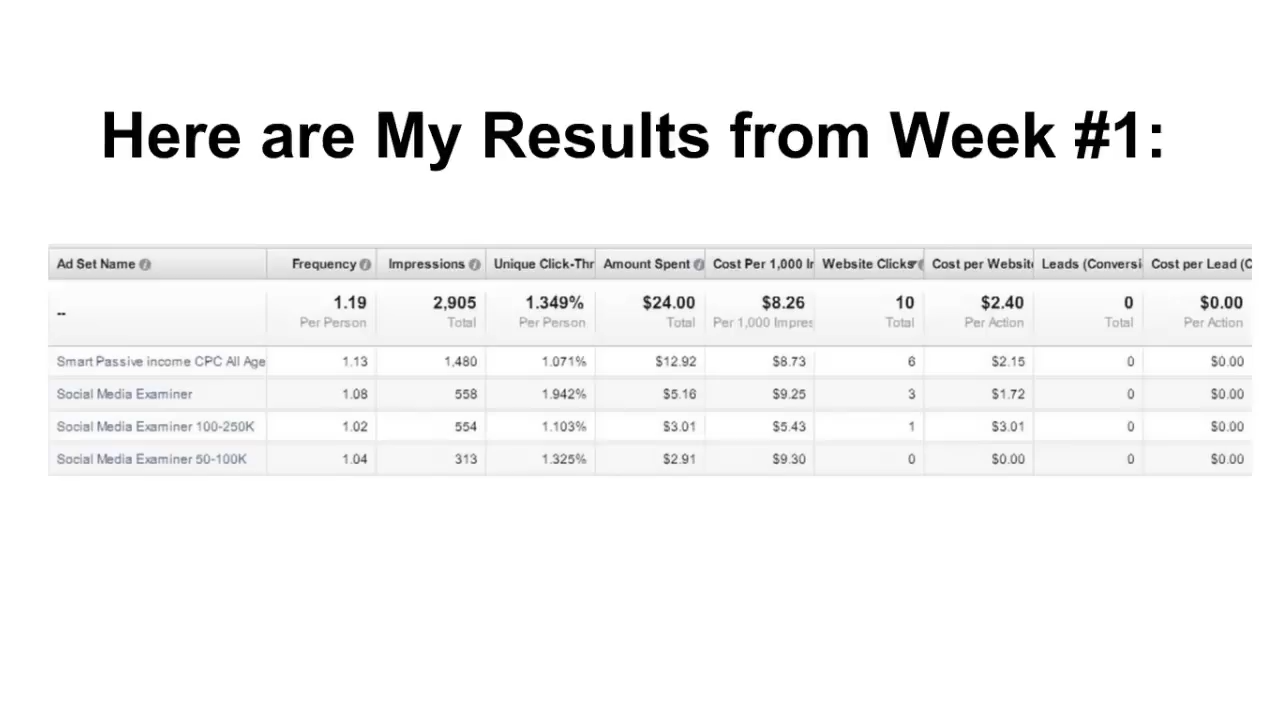 Here are My Results from Week #1:
Ad Set Name Frequency Impressions Unique Click-Thr Amount Spent Cost Per 1,000 Ir Website Clicks Cost per Website Leads (Conversi Cost per Lead (C
-- 1.19 2,905 1.349% $24.00 $8.26 10 $2.40 0 $0.00
Per Person Total Per Person Total Per 1,000 Impres Total Per Action Total Per Action
Smart Passive income CPC All Age 1.13 1,480 1.071% $12.92 $8.73 6 $2.15 0 $0.00
Social Media Examiner 1.08 558 1.942% $5.16 $9.25 3 $1.72 0 $0.00
Social Media Examiner 100-250K 1.02 554 1.103% $3.01 $5.43 1 $3.01 0 $0.00
Social Media Examiner 50-100K 1.04 313 1.325% $2.91 $9.30 0 $0.00 0 $0.00